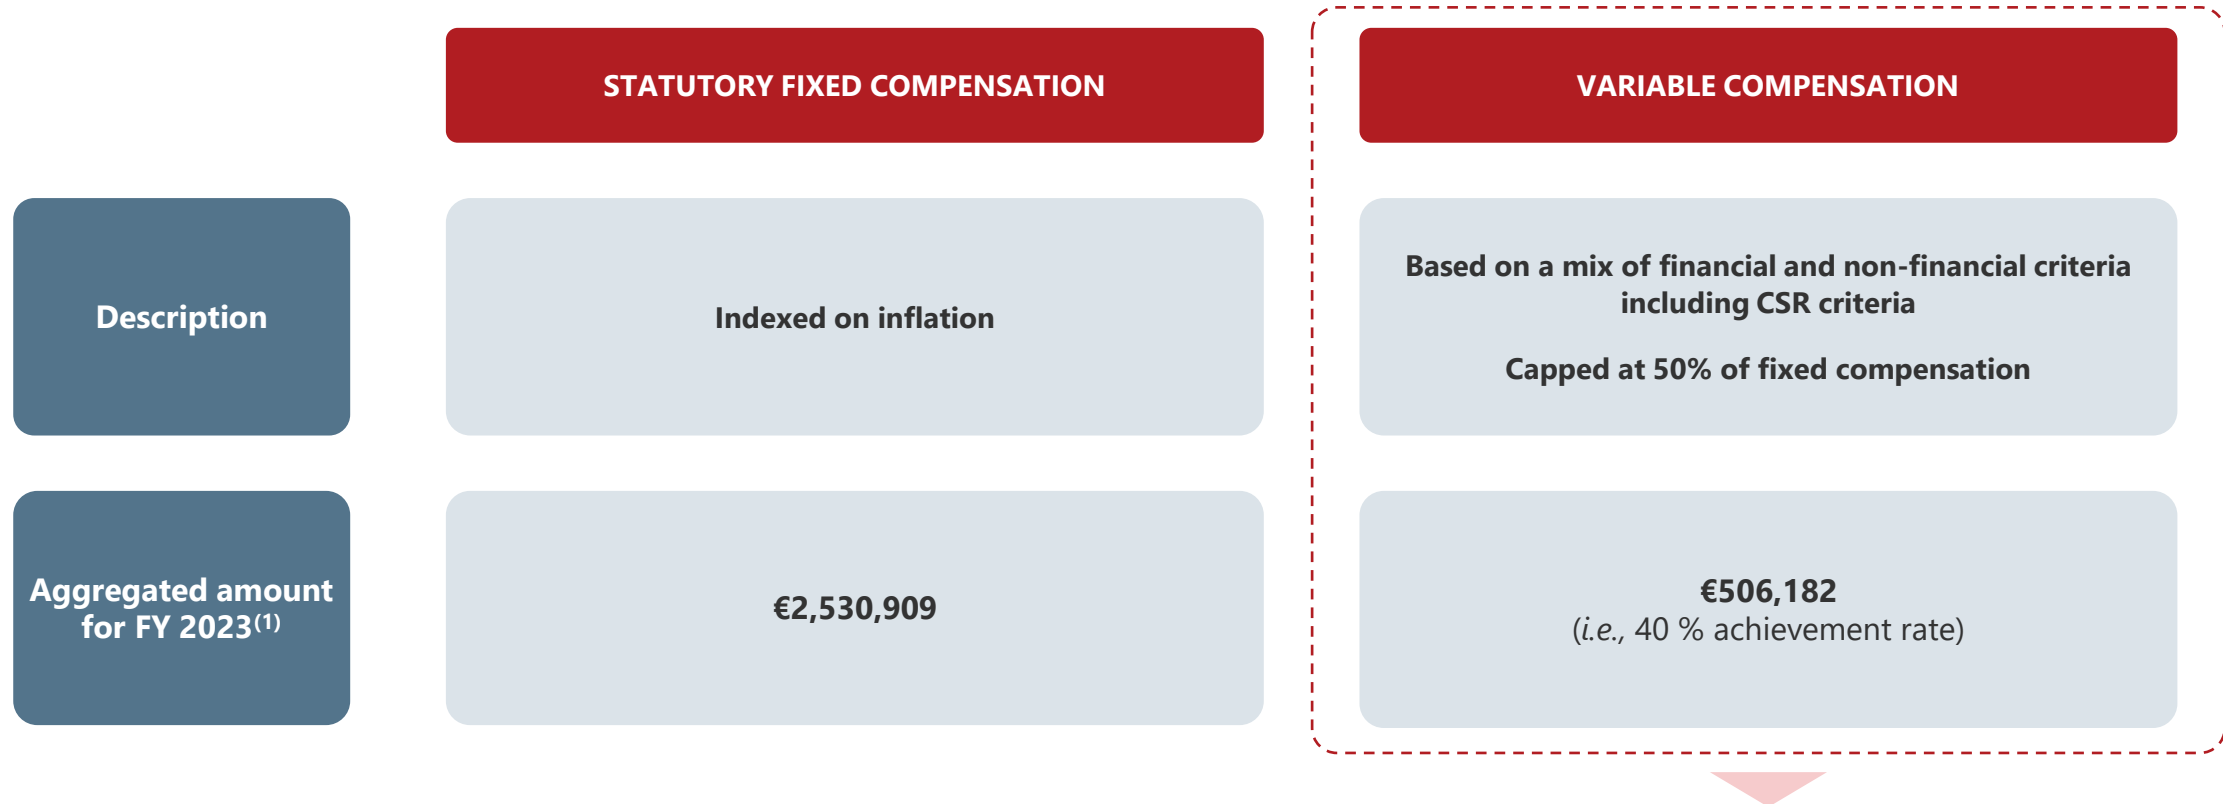 STATUTORY FIXED COMPENSATION
VARIABLE COMPENSATION
Description
Indexed on inflation
Based on a mix of financial and non-financial criteria
including CSR criteria
Capped at 50% of fixed compensation
Aggregated amount
for FY 2023(1)
€2,530,909
€506,182
(i.e., 40 % achievement rate)